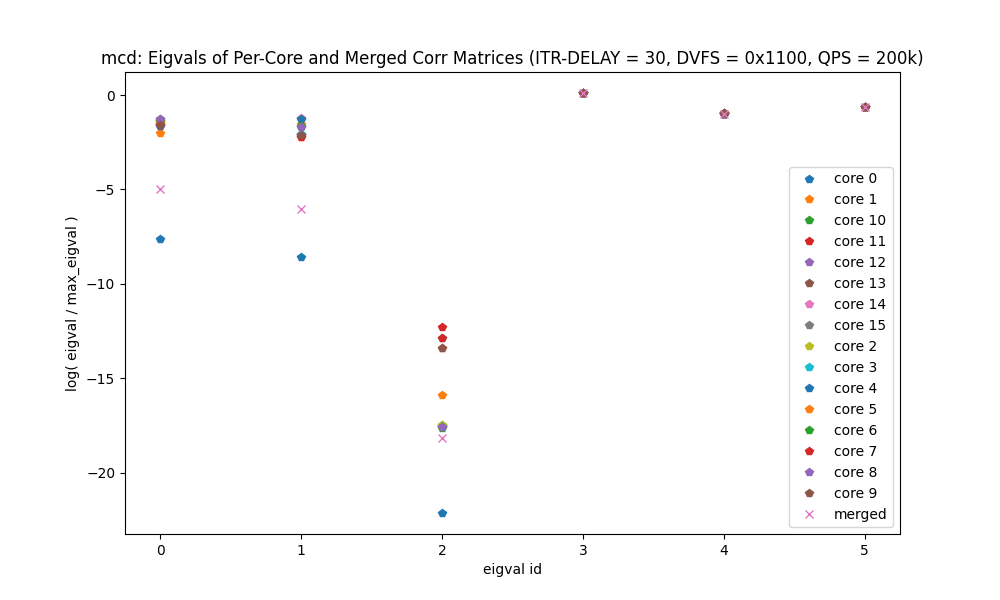 mcd: Eigvals of Per-Core and Merged Corr Matrices (ITR-DELAY = 30, DVFS = 0x1100, QPS = 200k)
log( eigval / max_eigval )
0
−5
−10
−15
−20
0 1 2 3 4 5
eigval id
core 0
core 1
core 10
core 11
core 12
core 13
core 14
core 15
core 2
core 3
core 4
core 5
core 6
core 7
core 8
core 9
merged